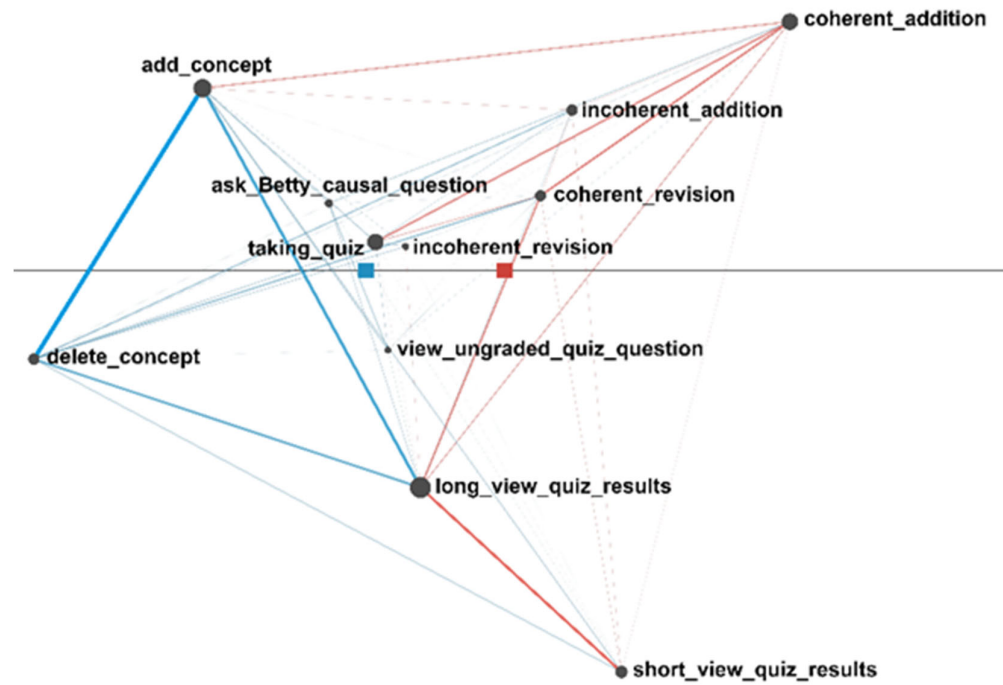 coherent_addition
add_concept
incoherent_addition
ask_Betty_causal_question
coherent_revision
taking_quiz
incoherent_revision
view_ungraded_quiz_question
delete_concept
long_view_quiz_results
short_view_quiz_results